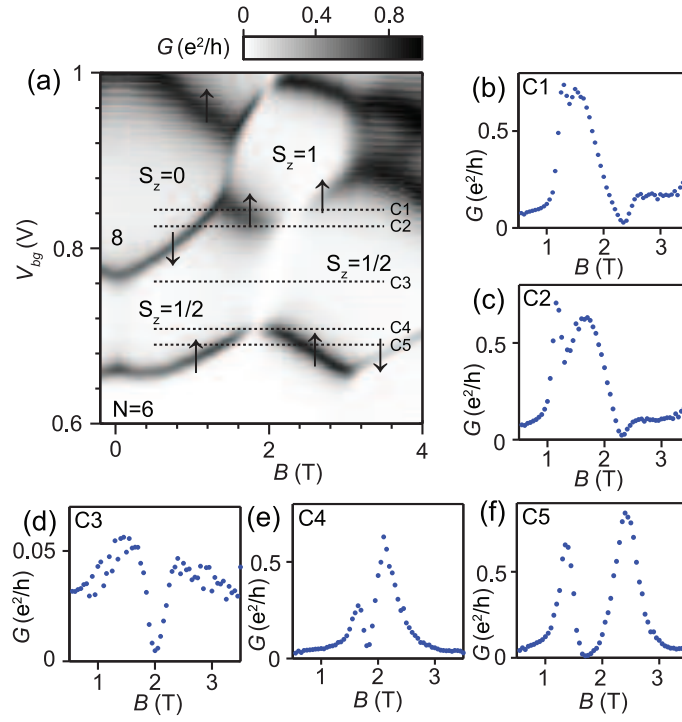 0 0.4 0.8
G (e²/h)
(a)
1
0.8
0.6
V_bg (V)
S_z=0
S_z=1
8
S_z=1/2
S_z=1/2
N=6
C1
C2
C3
C4
C5
0 2 4
B (T)
(b) C1
G (e²/h)
0.5
0
1 2 3
B (T)
(c) C2
G (e²/h)
0.5
0
1 2 3
B (T)
(d) C3
G (e²/h)
0.05
0
1 2 3
B (T)
(e) C4
G (e²/h)
0.5
0
1 2 3
B (T)
(f) C5
G (e²/h)
0.5
0
1 2 3
B (T)